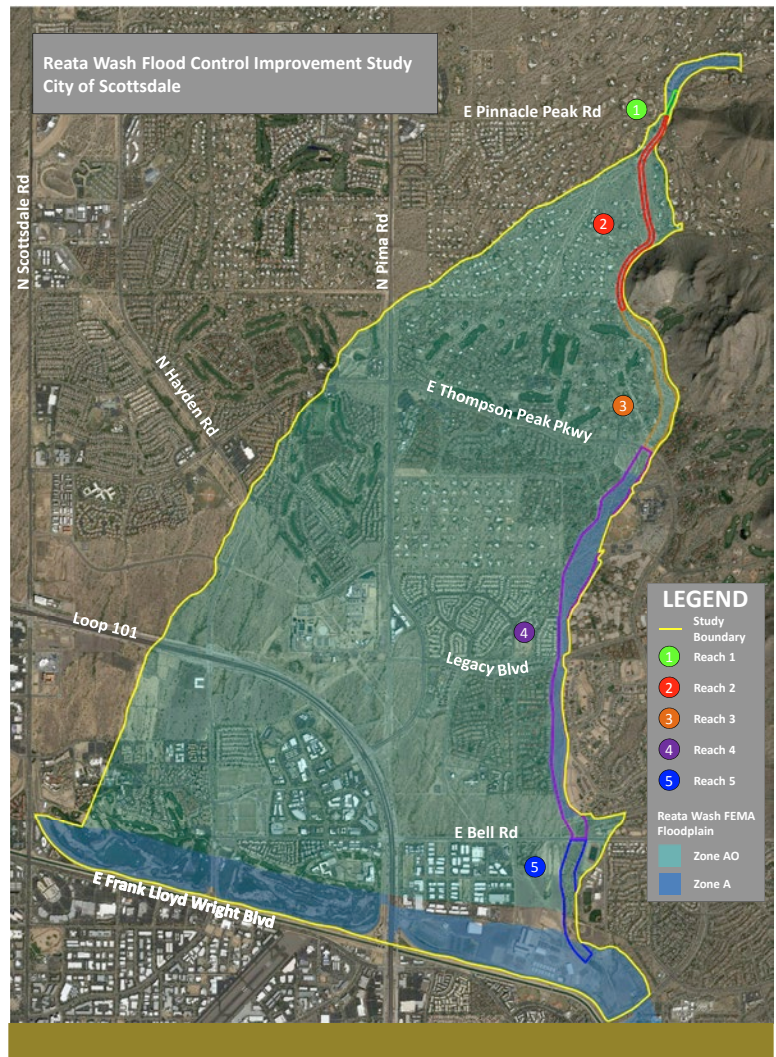 Reata Wash Flood Control Improvement Study
City of Scottsdale
E Pinnacle Peak Rd
1
N Scottsdale Rd
N Pima Rd
2
N Hayden Rd
E Thompson Peak Pkwy
3
Loop 101
4
Legacy Blvd
E Bell Rd
5
E Frank Lloyd Wright Blvd
LEGEND
Study
Boundary
1 Reach 1
2 Reach 2
3 Reach 3
4 Reach 4
5 Reach 5
Reata Wash FEMA
Floodplain
Zone AO
Zone A